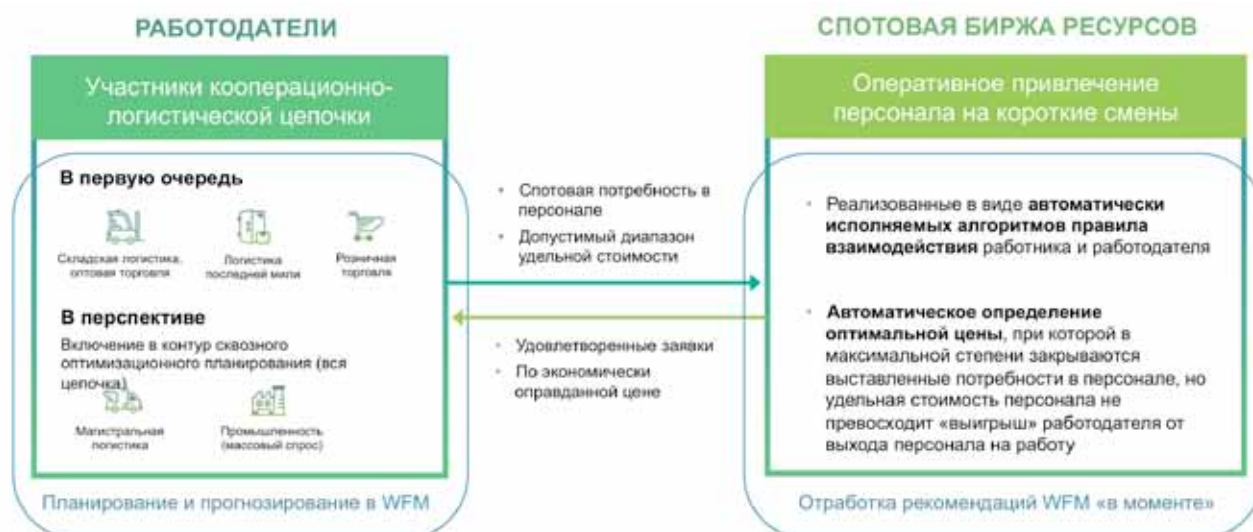 РАБОТОДАТЕЛИ
Участники кооперационно-
логистической цепочки
В первую очередь
Складская логистика,
оптовая торговля
Логистика
последней мили
Розничная
торговля
В перспективе
Включение в контур сквозного
оптимизационного планирования (вся
цепочка)
Магистральная
логистика
Промышленность
(массовый спрос)
Планирование и прогнозирование в WFM
• Спотовая потребность в
персонале
• Допустимый диапазон
удельной стоимости
• Удовлетворенные заявки
• По экономически
оправданной цене
СПОТОВАЯ БИРЖА РЕСУРСОВ
Оперативное привлечение
персонала на короткие смены
• Реализованные в виде автоматически
исполняемых алгоритмов правила
взаимодействия работника и работодателя
• Автоматическое определение
оптимальной цены, при которой в
максимальной степени закрываются
выставленные потребности в персонале, но
удельная стоимость персонала не
превосходит «выигрыш» работодателя от
выхода персонала на работу
Отработка рекомендаций WFM «в моменте»